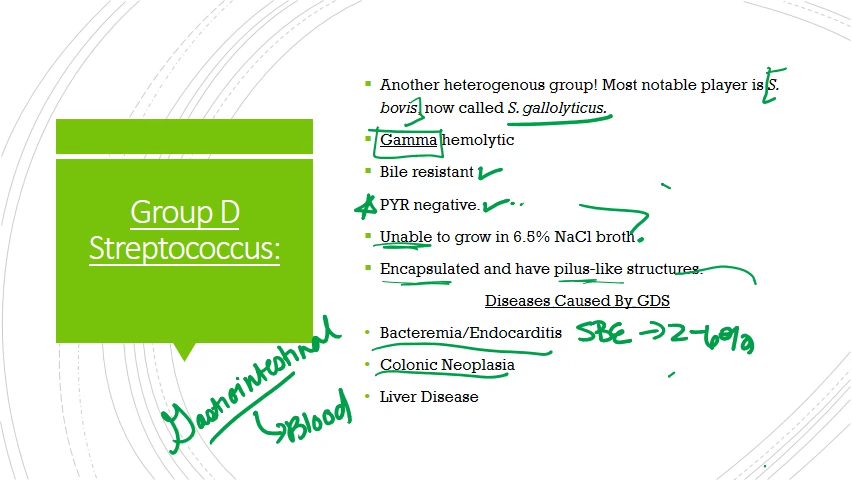 Group D
Streptococcus:
Another heterogenous group! Most notable player is S.
bovis, now called S. gallolyticus.
Gamma hemolytic
Bile resistant
PYR negative.
Unable to grow in 6.5% NaCl broth.
Encapsulated and have pilus-like structures.
Diseases Caused By GDS
Bacteremia/Endocarditis SBE → 2-6%
Colonic Neoplasia
Liver Disease
Gastrointestinal
→ Blood